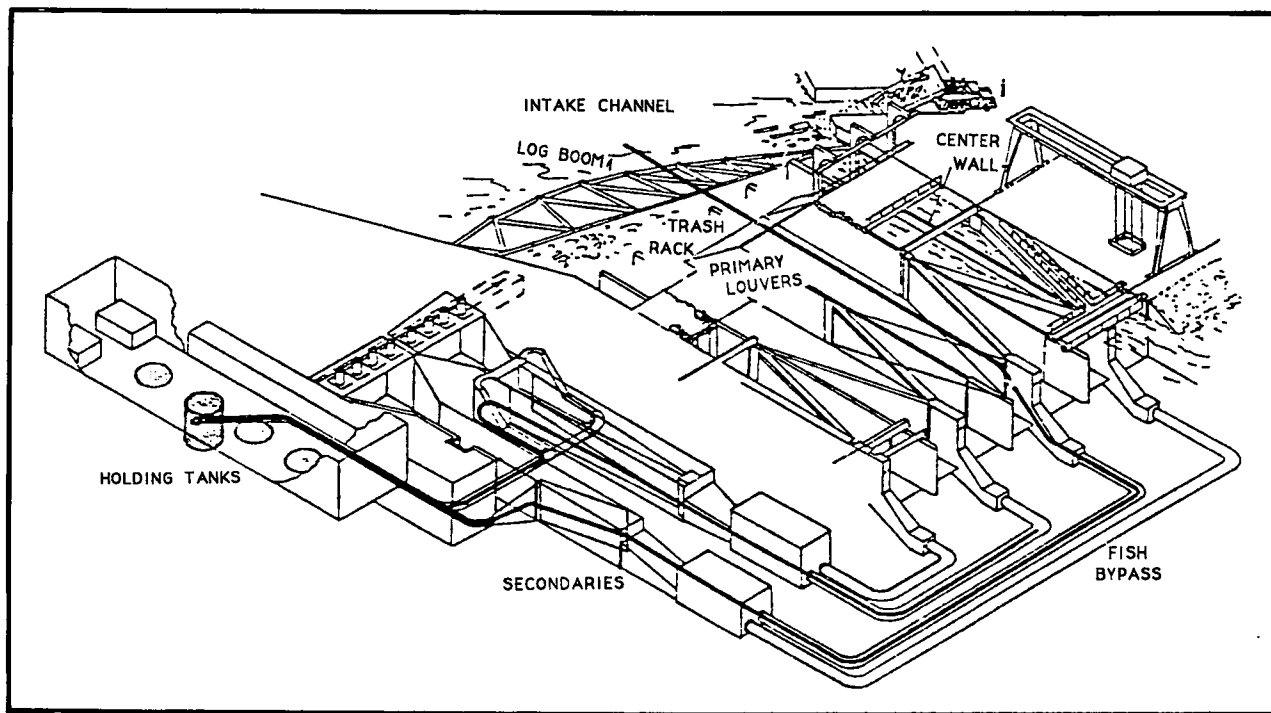 INTAKE CHANNEL
LOG BOOM
CENTER
WALL
TRASH
RACK
PRIMARY
LOUVERS
HOLDING TANKS
SECONDARIES
FISH
BYPASS